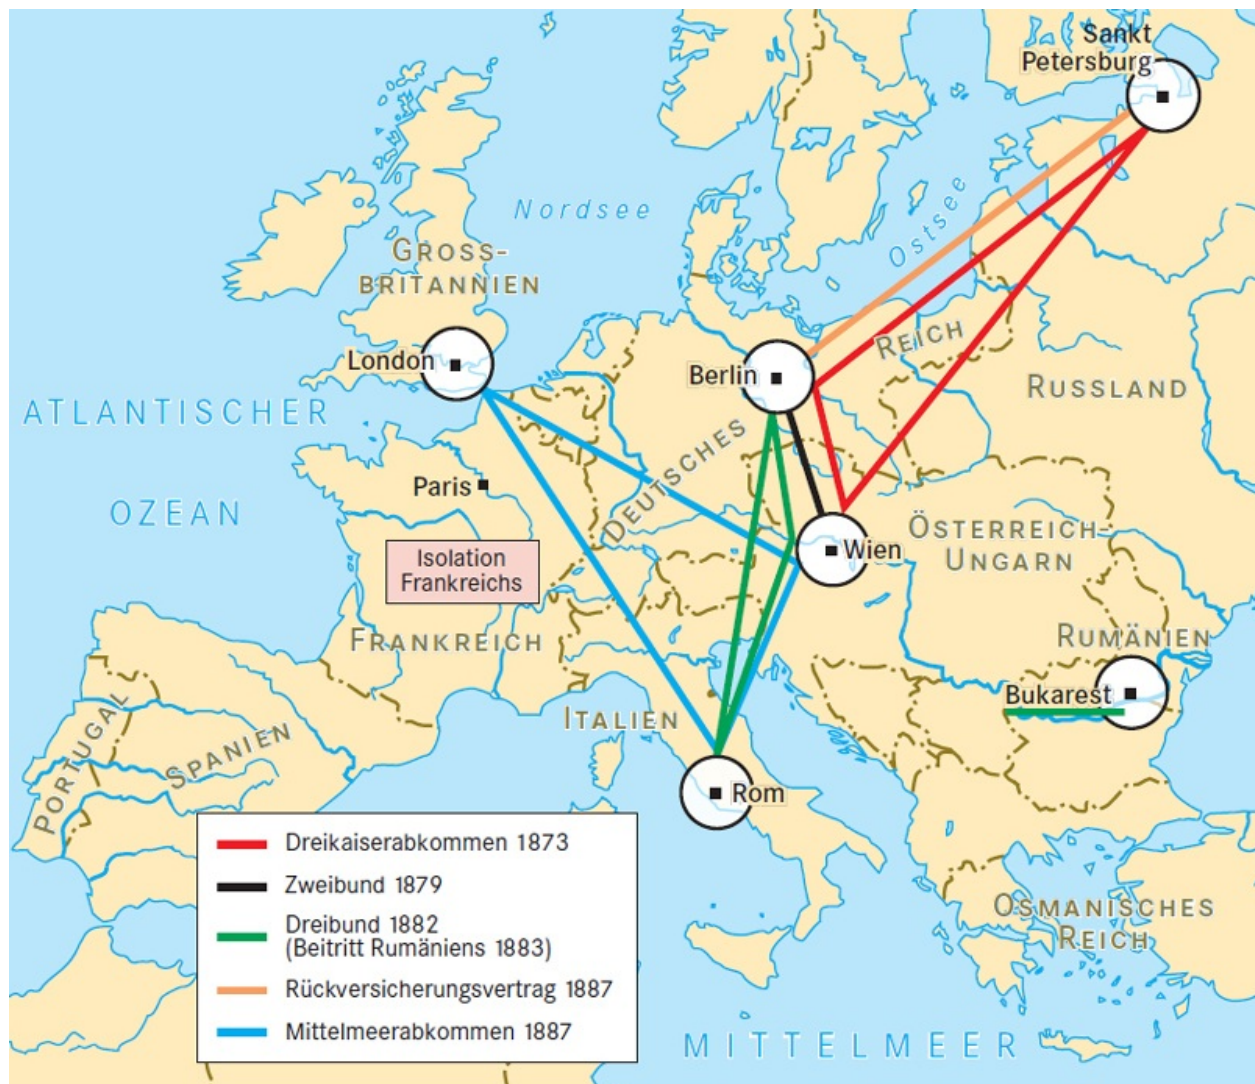 Sankt
Petersburg
Nordsee
Ostsee
GROSS-
BRITANNIEN
London
Berlin
REICH
RUSSLAND
ATLANTISCHER
OZEAN
Paris
DEUTSCHES
Wien
ÖSTERREICH-
UNGARN
Isolation
Frankreichs
FRANKREICH
RUMÄNIEN
Bukarest
ITALIEN
PORTUGAL
SPANIEN
Rom
Dreikaiserabkommen 1873
Zweibund 1879
Dreibund 1882
(Beitritt Rumäniens 1883)
Rückversicherungsvertrag 1887
Mittelmeerabkommen 1887
OSMANISCHES
REICH
MITTELMEER